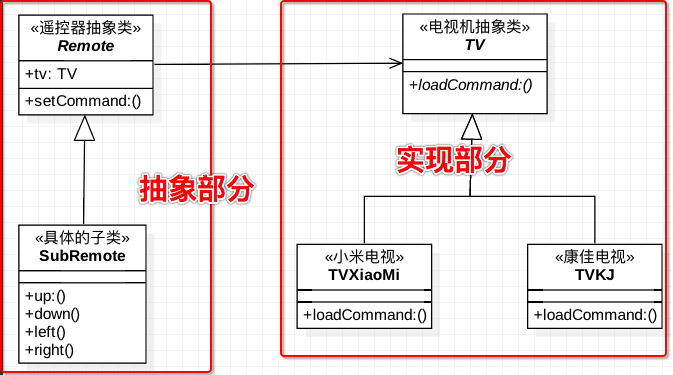 «遥控器抽象类»
Remote
+tv: TV
+setCommand:()
«电视机抽象类»
TV
+loadCommand:()
抽象部分
实现部分
«具体的子类»
SubRemote
+up:()
+down()
+left()
+right()
«小米电视»
TVXiaoMi
+loadCommand:()
«康佳电视»
TVKJ
+loadCommand:()